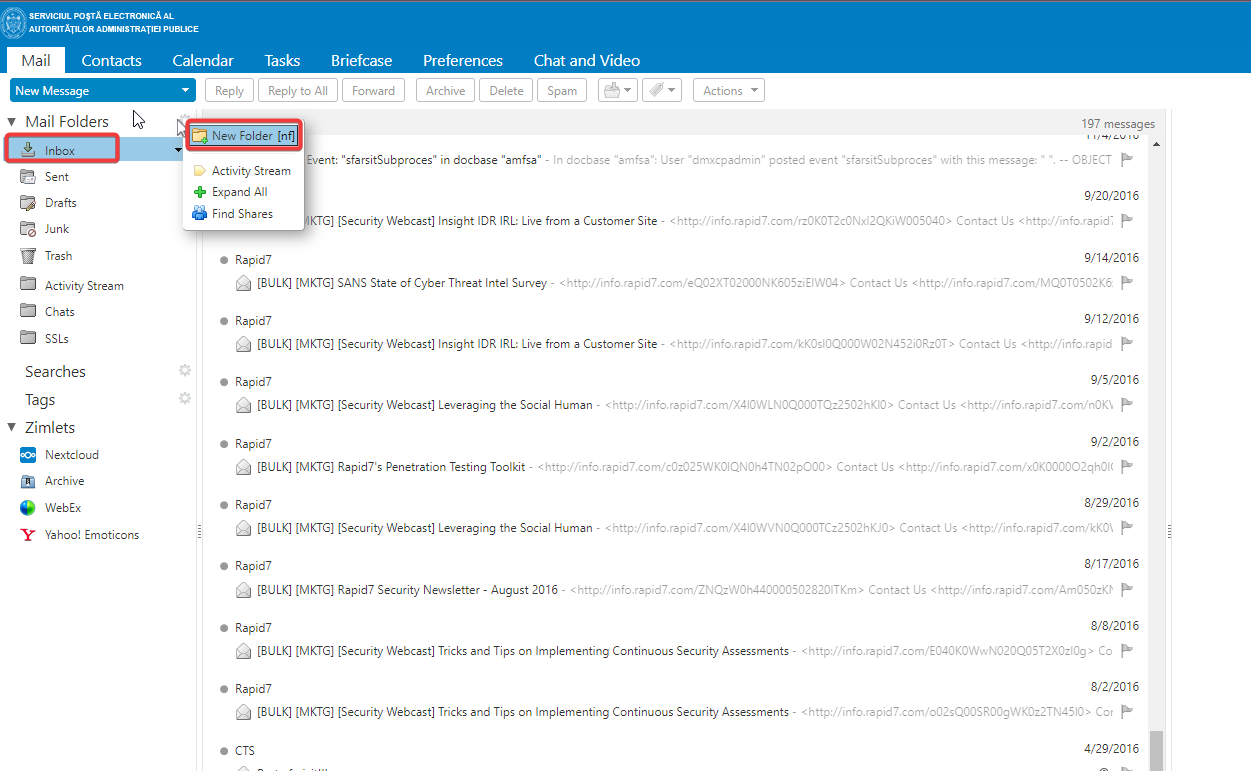 SERVICIUL POȘTĂ ELECTRONICĂ AL
AUTORITĂȚILOR ADMINISTRAȚIEI PUBLICE
Mail Contacts Calendar Tasks Briefcase Preferences Chat and Video
New Message Reply Reply to All Forward Archive Delete Spam Actions
Mail Folders
Inbox
Sent
Drafts
Junk
Trash
Activity Stream
Chats
SSLs
Searches
Tags
Zimlets
Nextcloud
Archive
WebEx
Yahoo! Emoticons
New Folder [nf]
Activity Stream
Expand All
Find Shares
197 messages
11/4/2016
Event: "sfarsitSubproces" in docbase "amfsa" - In docbase "amfsa": User "dmxcpadmin" posted event "sfarsitSubproces" with this message: " ". -- OBJECT
9/20/2016
[Security Webcast] Insight IDR IRL: Live from a Customer Site - <http://info.rapid7.com/rz0K0T2c0NxI2QKiW005040> Contact Us <http://info.rapid7
Rapid7 9/14/2016
[BULK] [MKTG] SANS State of Cyber Threat Intel Survey - <http://info.rapid7.com/eQ02XT02000NK605ziEIW04> Contact Us <http://info.rapid7.com/MQ0T0502K6
Rapid7 9/12/2016
[BULK] [MKTG] [Security Webcast] Insight IDR IRL: Live from a Customer Site - <http://info.rapid7.com/kK0sI0Q000W02N452i0Rz0T> Contact Us <http://info.rapid
Rapid7 9/5/2016
[BULK] [MKTG] [Security Webcast] Leveraging the Social Human - <http://info.rapid7.com/X4I0WLN0Q000TQz2502hKI0> Contact Us <http://info.rapid7.com/n0K
Rapid7 9/2/2016
[BULK] [MKTG] Rapid7's Penetration Testing Toolkit - <http://info.rapid7.com/c0z025WK0IQN0h4TN02pO00> Contact Us <http://info.rapid7.com/x0K0000O2qh0I
Rapid7 8/29/2016
[BULK] [MKTG] [Security Webcast] Leveraging the Social Human - <http://info.rapid7.com/X4I0WVN0Q000TCz2502hKJ0> Contact Us <http://info.rapid7.com/kK0
Rapid7 8/17/2016
[BULK] [MKTG] Rapid7 Security Newsletter - August 2016 - <http://info.rapid7.com/ZNQzW0h440000502820ITKm> Contact Us <http://info.rapid7.com/Am050zK
Rapid7 8/8/2016
[BULK] [MKTG] [Security Webcast] Tricks and Tips on Implementing Continuous Security Assessments - <http://info.rapid7.com/E040K0WwN020Q05T2X0zI0g> Co
Rapid7 8/2/2016
[BULK] [MKTG] [Security Webcast] Tricks and Tips on Implementing Continuous Security Assessments - <http://info.rapid7.com/o02sQ00SR00gWK0z2TN45I0> Cor
CTS 4/29/2016